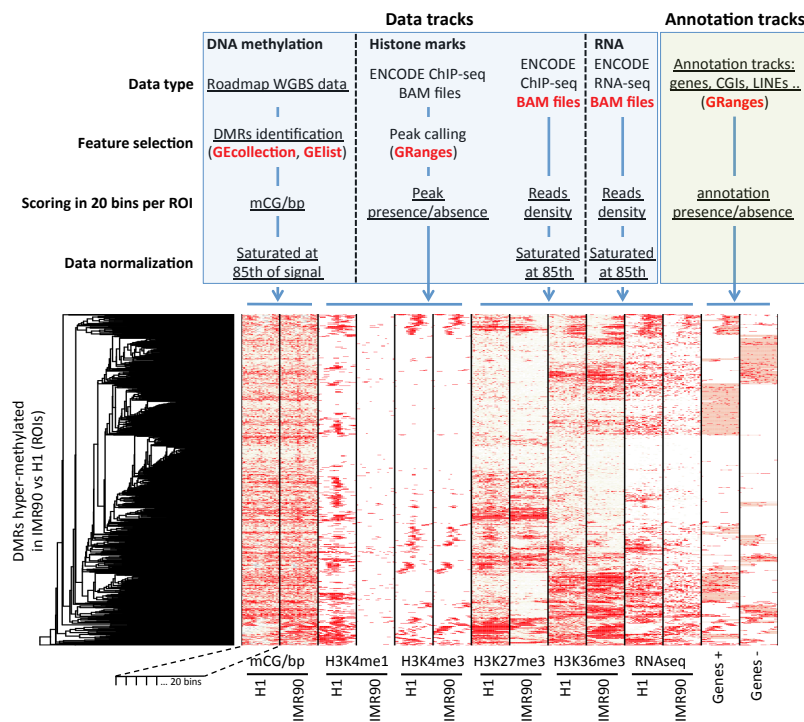 Data tracks
Annotation tracks
DNA methylation
Histone marks
RNA
Data type
Roadmap WGBS data
ENCODE ChIP-seq
BAM files
ENCODE
ChIP-seq
BAM files
ENCODE
RNA-seq
BAM files
Annotation tracks:
genes, CGIs, LINEs ..
(GRanges)
Feature selection
DMRs identification
(GEcollection, GElist)
Peak calling
(GRanges)
Scoring in 20 bins per ROI
mCG/bp
Peak
presence/absence
Reads
density
Reads
density
annotation
presence/absence
Data normalization
Saturated at
85th of signal
Saturated
at 85th
Saturated
at 85th
DMRs hyper-methylated
in IMR90 vs H1 (ROIs)
... 20 bins
mCG/bp
H3K4me1
H3K4me3
H3K27me3
H3K36me3
RNAseq
H1
IMR90
H1
IMR90
H1
IMR90
H1
IMR90
H1
IMR90
H1
IMR90
Genes +
Genes -